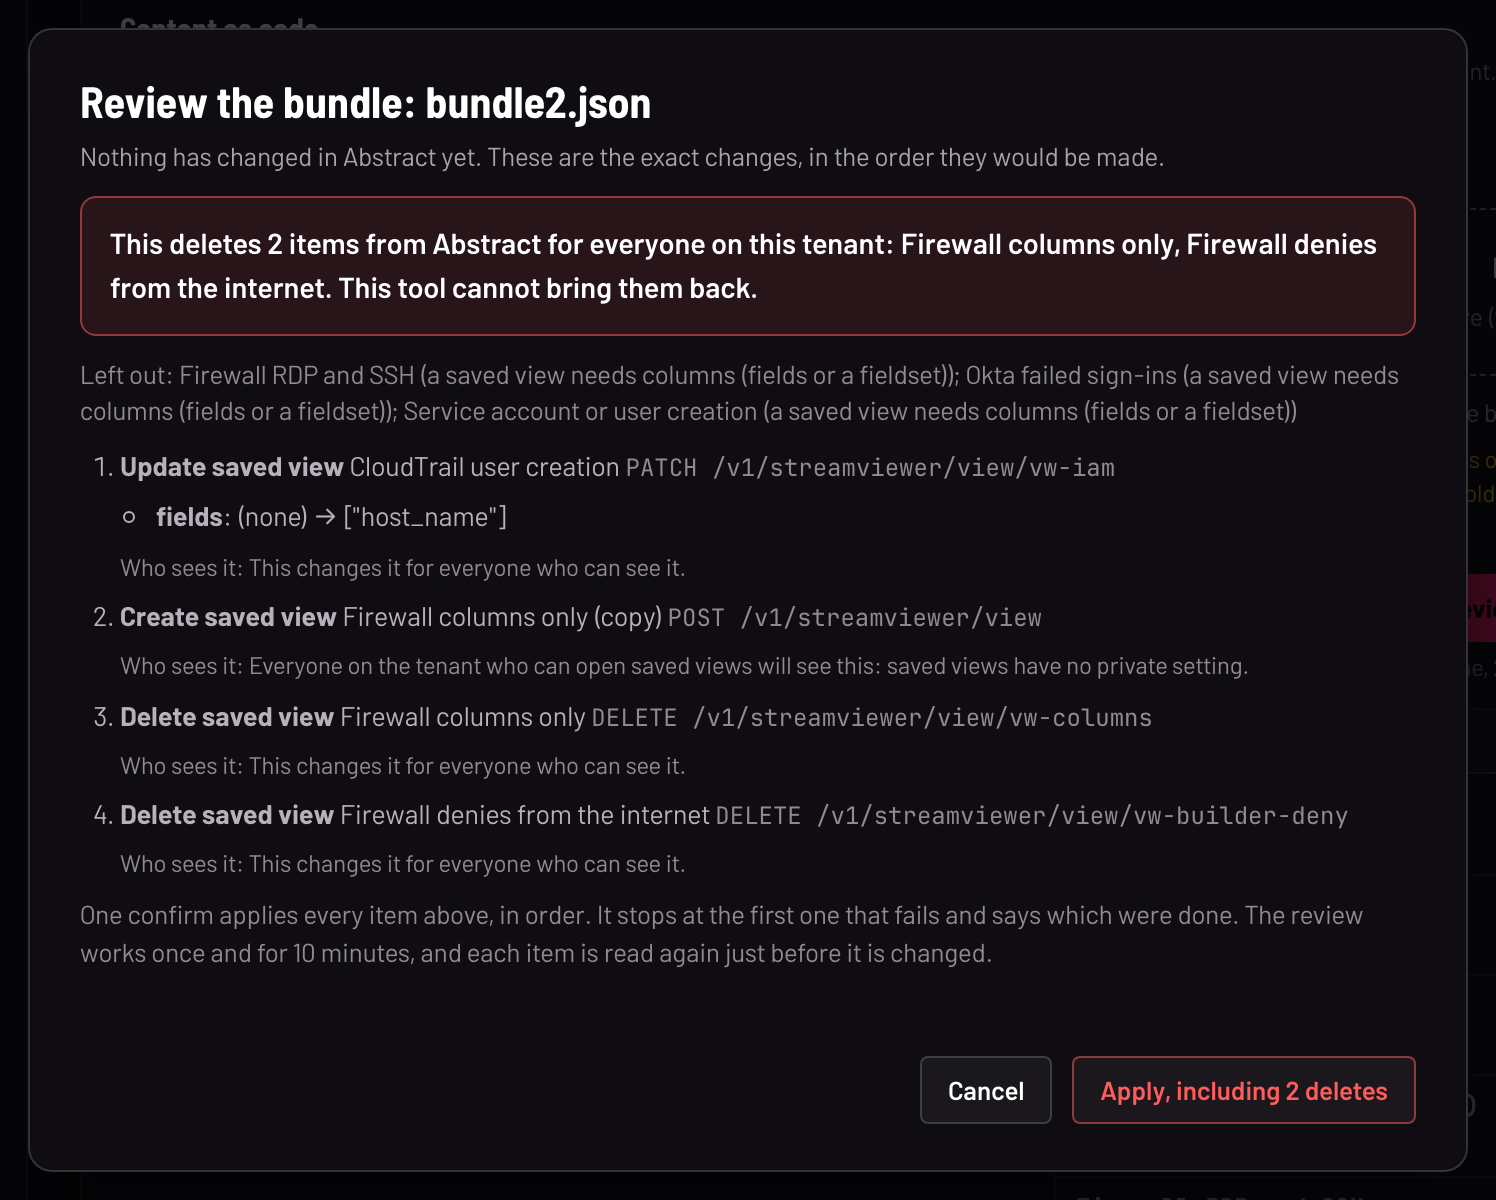 Content as code
Review the bundle: bundle2.json
Nothing has changed in Abstract yet. These are the exact changes, in the order they would be made.
This deletes 2 items from Abstract for everyone on this tenant: Firewall columns only, Firewall denies
from the internet. This tool cannot bring them back.
Left out: Firewall RDP and SSH (a saved view needs columns (fields or a fieldset)); Okta failed sign-ins (a saved view needs
columns (fields or a fieldset)); Service account or user creation (a saved view needs columns (fields or a fieldset))
1. Update saved view CloudTrail user creation PATCH /v1/streamviewer/view/vw-iam
fields: (none) → ["host_name"]
Who sees it: This changes it for everyone who can see it.
2. Create saved view Firewall columns only (copy) POST /v1/streamviewer/view
Who sees it: Everyone on the tenant who can open saved views will see this: saved views have no private setting.
3. Delete saved view Firewall columns only DELETE /v1/streamviewer/view/vw-columns
Who sees it: This changes it for everyone who can see it.
4. Delete saved view Firewall denies from the internet DELETE /v1/streamviewer/view/vw-builder-deny
Who sees it: This changes it for everyone who can see it.
One confirm applies every item above, in order. It stops at the first one that fails and says which were done. The review
works once and for 10 minutes, and each item is read again just before it is changed.
Cancel
Apply, including 2 deletes